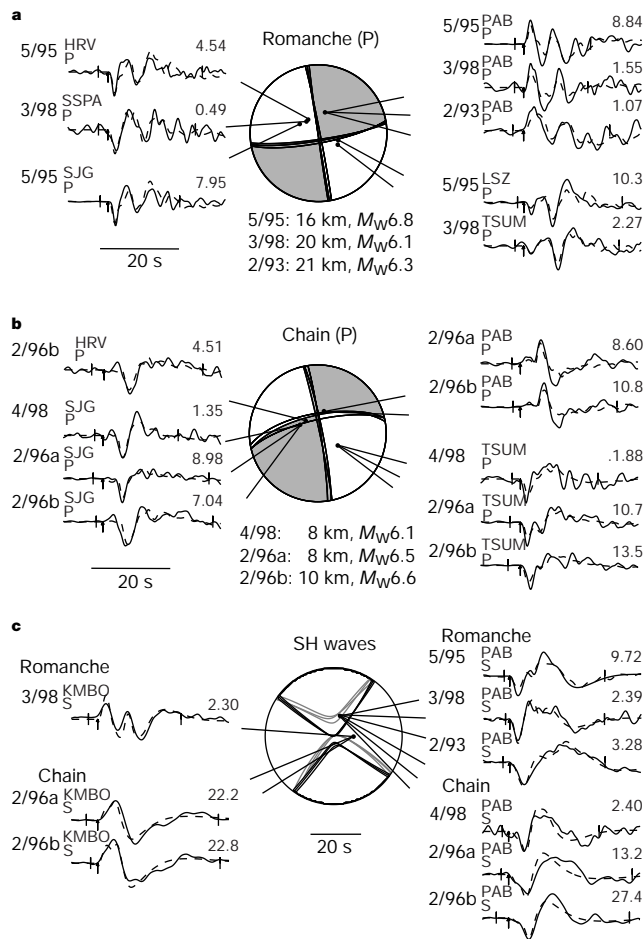 a
Romanche (P)
5/95 HRV P 4.54
3/98 SSPA P 0.49
5/95 SJG P 7.95
20 s
5/95: 16 km, MW6.8
3/98: 20 km, MW6.1
2/93: 21 km, MW6.3
5/95 PAB P 8.84
3/98 PAB P 1.55
2/93 PAB P 1.07
5/95 LSZ P 10.3
3/98 TSUM P 2.27
b
Chain (P)
2/96b HRV P 4.51
4/98 SJG P 1.35
2/96a SJG P 8.98
2/96b SJG P 7.04
20 s
4/98: 8 km, MW6.1
2/96a: 8 km, MW6.5
2/96b: 10 km, MW6.6
2/96a PAB P 8.60
2/96b PAB P 10.8
4/98 TSUM P .1.88
2/96a TSUM P 10.7
2/96b TSUM P 13.5
c
SH waves
Romanche
3/98 KMBO S 2.30
Chain
2/96a KMBO S 22.2
2/96b KMBO S 22.8
20 s
Romanche
5/95 PAB S 9.72
3/98 PAB S 2.39
2/93 PAB S 3.28
Chain
4/98 PAB S 2.40
2/96a PAB S 13.2
2/96b PAB S 27.4